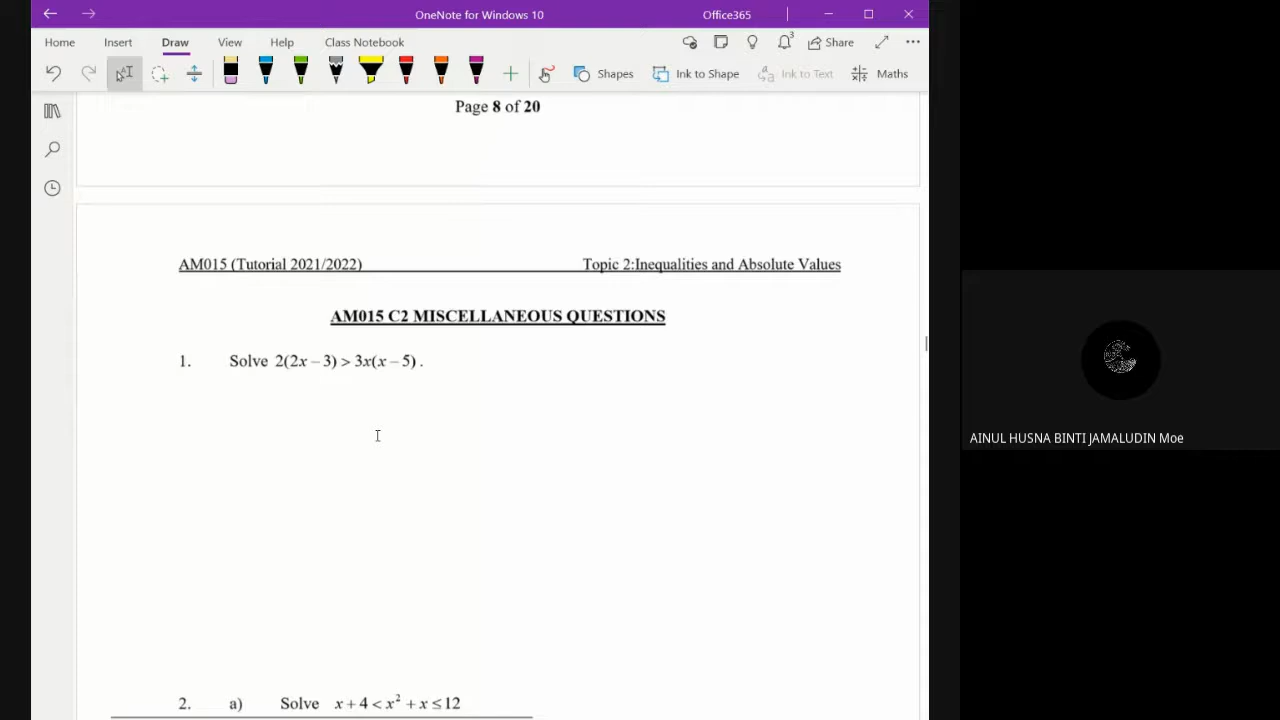 OneNote for Windows 10
Office365
Home Insert Draw View Help Class Notebook
3
Share
Shapes Ink to Shape Ink to Text Maths
Page 8 of 20
AM015 (Tutorial 2021/2022) Topic 2:Inequalities and Absolute Values
AM015 C2 MISCELLANEOUS QUESTIONS
1. Solve 2(2x – 3) > 3x(x – 5) .
AINUL HUSNA BINTI JAMALUDIN Moe
2. a) Solve x + 4 < x² + x ≤ 12